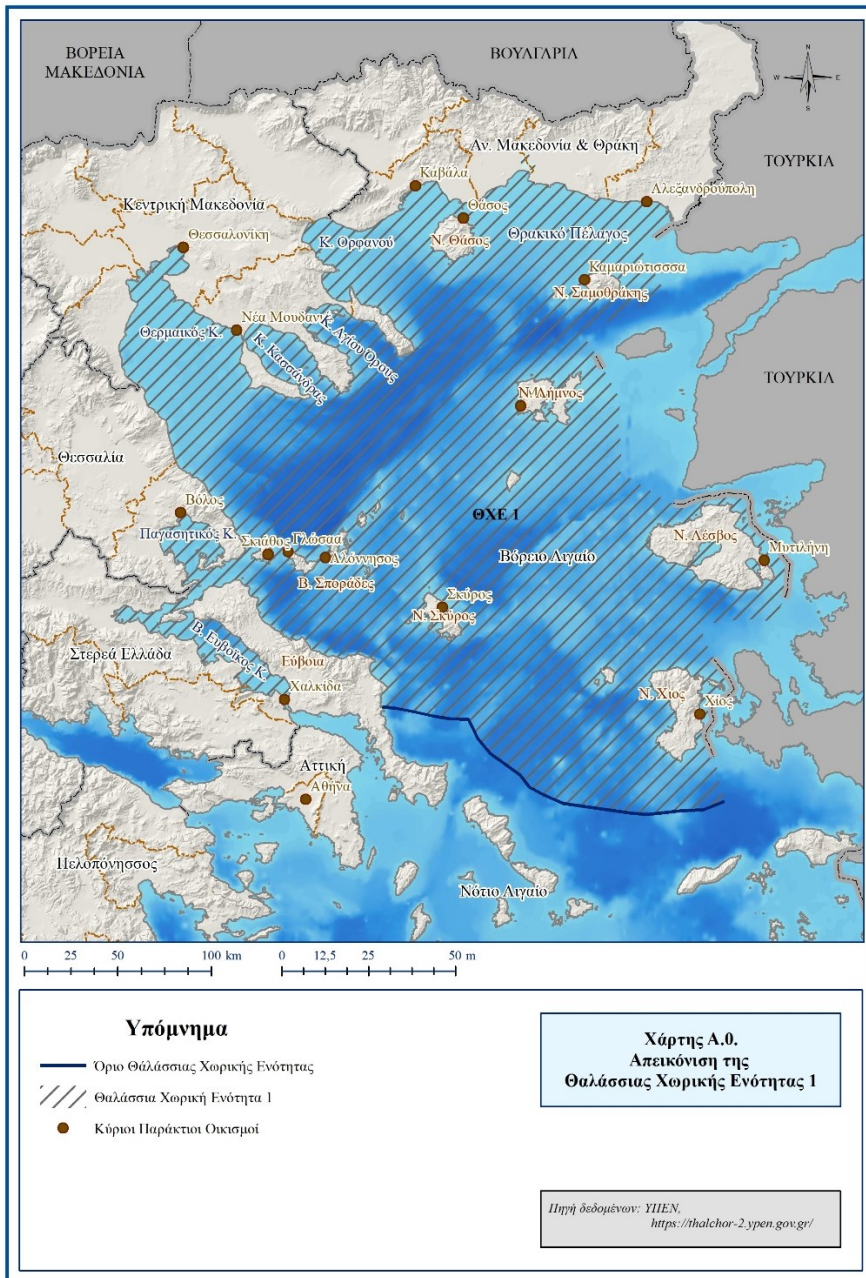 ΒΟΡΕΙΑ
ΜΑΚΕΔΟΝΙΑ
ΒΟΥΛΓΑΡΙΑ
N
W
E
S
ΤΟΥΡΚΙΑ
Αν. Μακεδονία & Θράκη
Καβάλα
Αλεξανδρούπολη
Κεντρική Μακεδονία
Θάσος
Θεσσαλονίκη
Κ. Ορφανού
Ν. Θάσος
Θρακικό Πέλαγος
Καμαριώτισσσα
Ν. Σαμοθράκης
Θερμαικός Κ.
Νέα Μουδανιά
Κ. Κασσάνδρας
Κ. Αγίου Όρους
ΤΟΥΡΚΙΑ
Λήμνος
Θεσσαλία
Βόλος
ΘΧΕ 1
Παγασητικός Κ.
Σκιάθος
Γλώσσα
Αλόννησος
Βόρειο Αιγαίο
Ν. Λέσβος
Μυτιλήνη
Β. Σποράδες
Σκύρος
Ν. Σκύρος
Β. Ευβοϊκος Κ.
Στερεά Ελλάδα
Εύβοια
Χαλκίδα
Ν. Χίος
Χίος
Αττική
Αθήνα
Πελοπόννησος
Νότιο Αιγαίο
0 25 50 100 km
0 12,5 25 50 m
Υπόμνημα
Όριο Θάλάσσιας Χωρικής Ενότητας
Θαλάσσια Χωρική Ενότητα 1
Κύριοι Παράκτιοι Οικισμοί
Χάρτης Α.0.
Απεικόνιση της
Θαλάσσιας Χωρικής Ενότητας 1
Πηγή δεδομένων: ΥΠΕΝ,
https://thalchor-2.ypen.gov.gr/